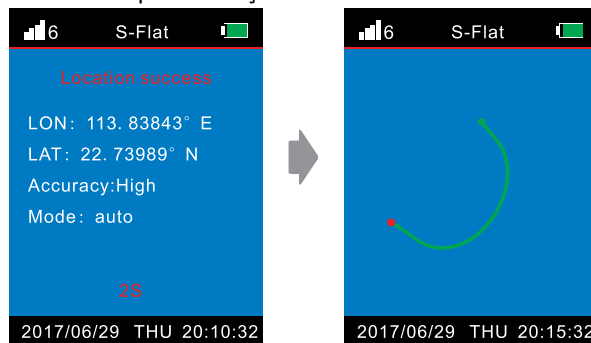 6 S-Flat
Location success
LON: 113.83843° E
LAT: 22.73989° N
Accuracy:High
Mode: auto
2S
2017/06/29 THU 20:10:32
6 S-Flat
2017/06/29 THU 20:15:32